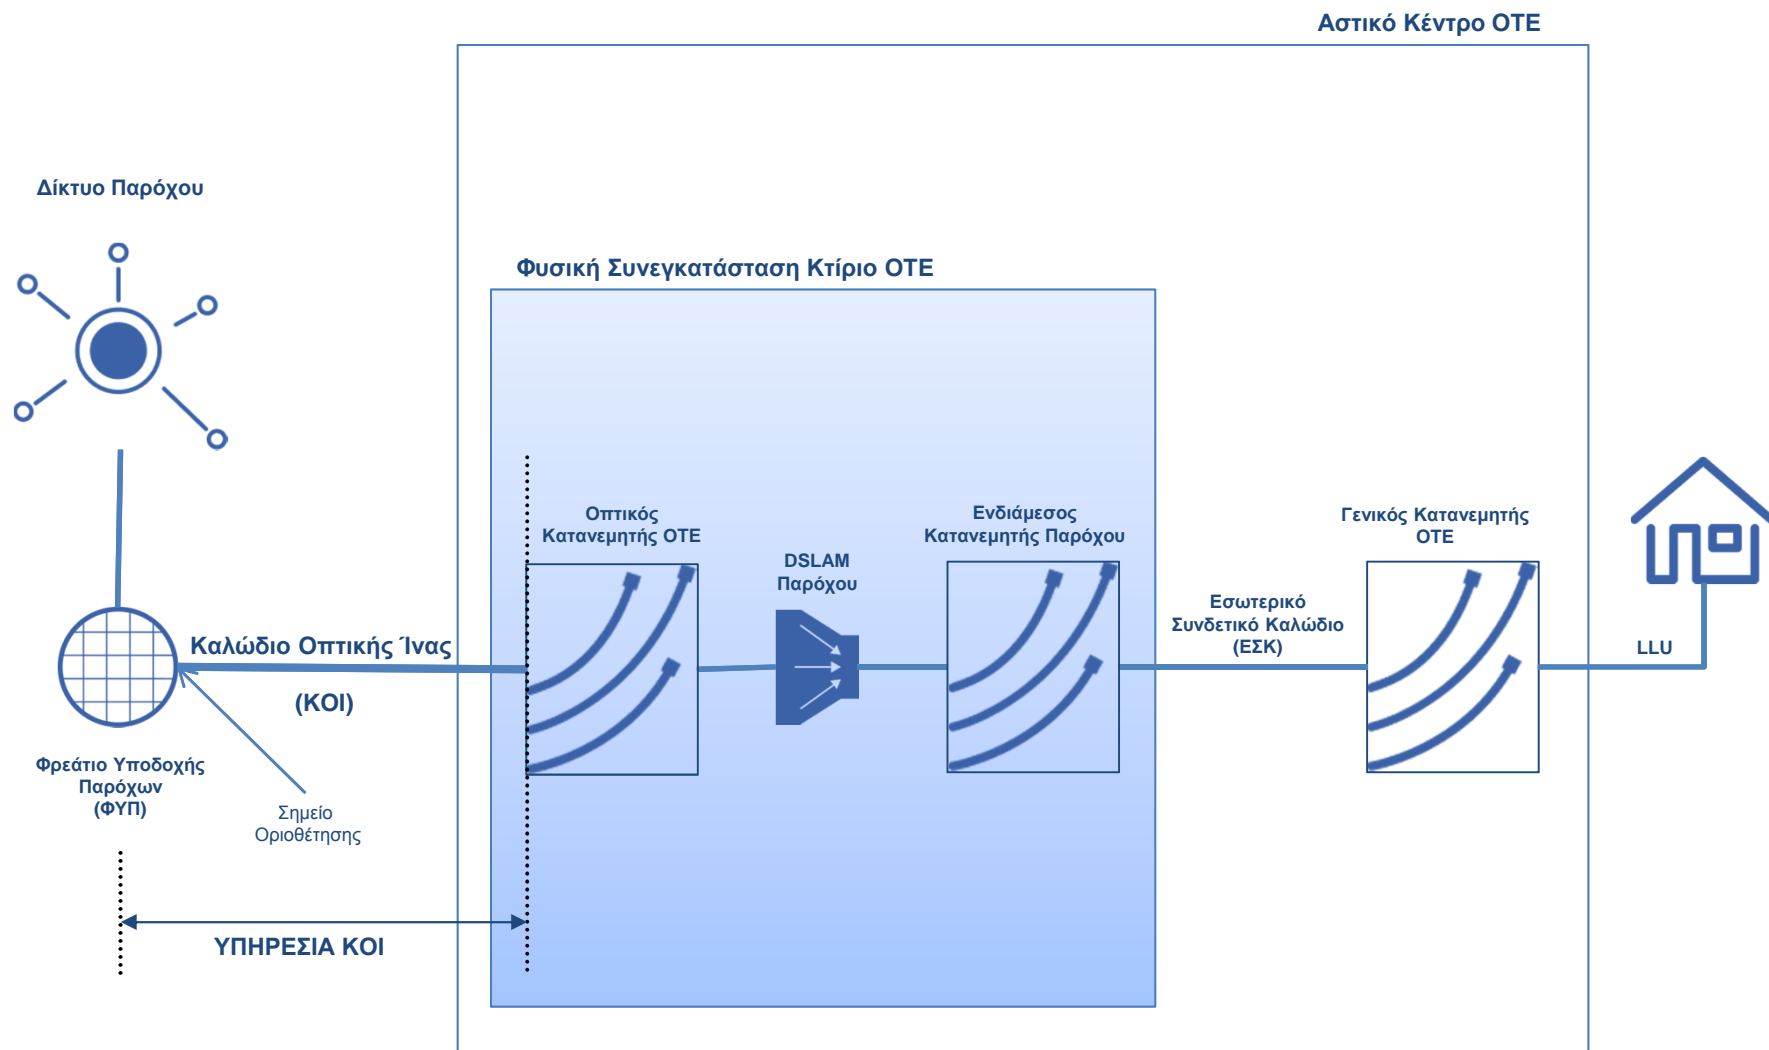 Αστικό Κέντρο ΟΤΕ
Δίκτυο Παρόχου
Φυσική Συνεγκατάσταση Κτίριο ΟΤΕ
Οπτικός
Κατανεμητής ΟΤΕ
DSLAM
Παρόχου
Ενδιάμεσος
Κατανεμητής Παρόχου
Γενικός Κατανεμητής
ΟΤΕ
Εσωτερικό
Συνδετικό Καλώδιο
(ΕΣΚ)
LLU
Καλώδιο Οπτικής Ίνας
(ΚΟΙ)
Φρεάτιο Υποδοχής
Παρόχων
(ΦΥΠ)
Σημείο
Οριοθέτησης
ΥΠΗΡΕΣΙΑ ΚΟΙ